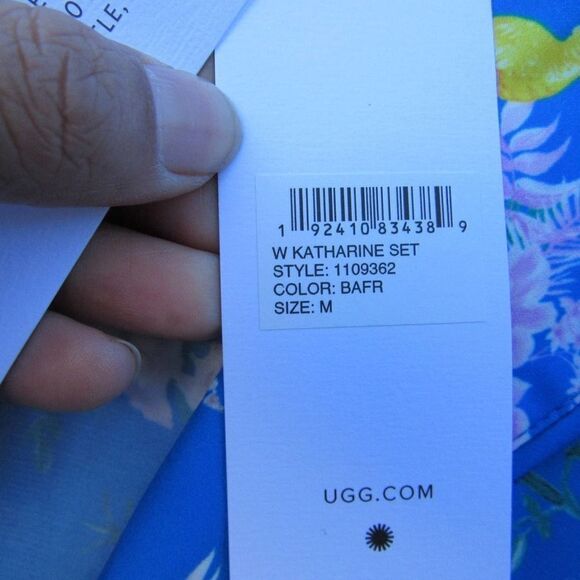 1 92410 83438 9
W KATHARINE SET
STYLE: 1109362
COLOR: BAFR
SIZE: M
UGG.COM